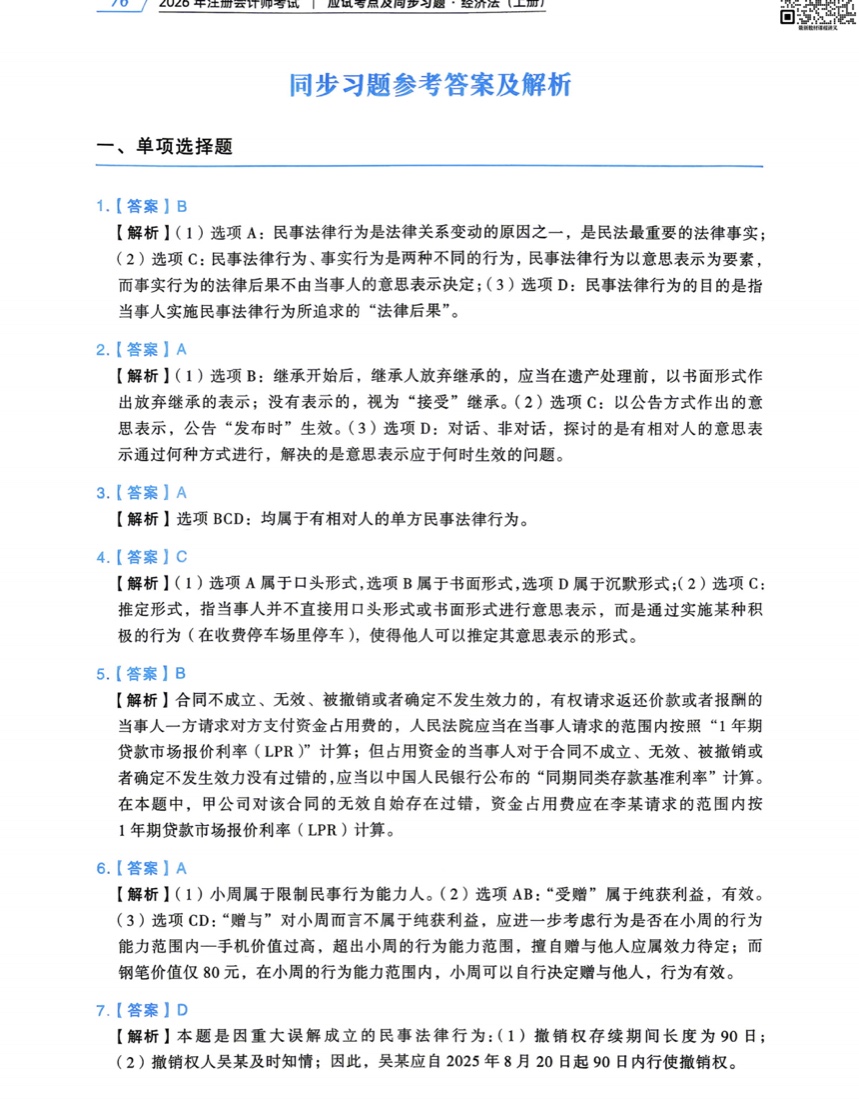 76 2026 年注册会计师考试 | 应试考点及同步习题·经济法(上册)
同步习题参考答案及解析
一、单项选择题
1.【答案】B
【解析】(1)选项 A:民事法律行为是法律关系变动的原因之一,是民法最重要的法律事实;
(2)选项 C:民事法律行为、事实行为是两种不同的行为,民事法律行为以意思表示为要素,
而事实行为的法律后果不由当事人的意思表示决定;(3)选项 D:民事法律行为的目的是指
当事人实施民事法律行为所追求的“法律后果”。
2.【答案】A
【解析】(1)选项 B:继承开始后,继承人放弃继承的,应当在遗产处理前,以书面形式作
出放弃继承的表示;没有表示的,视为“接受”继承。(2)选项 C:以公告方式作出的意
思表示,公告“发布时”生效。(3)选项 D:对话、非对话,探讨的是有相对人的意思表
示通过何种方式进行,解决的是意思表示应于何时生效的问题。
3.【答案】A
【解析】选项 BCD:均属于有相对人的单方民事法律行为。
4.【答案】C
【解析】(1)选项 A 属于口头形式,选项 B 属于书面形式,选项 D 属于沉默形式;(2)选项 C:
推定形式,指当事人并不直接用口头形式或书面形式进行意思表示,而是通过实施某种积
极的行为(在收费停车场里停车),使得他人可以推定其意思表示的形式。
5.【答案】B
【解析】合同不成立、无效、被撤销或者确定不发生效力的,有权请求返还价款或者报酬的
当事人一方请求对方支付资金占用费的,人民法院应当在当事人请求的范围内按照“1 年期
贷款市场报价利率(LPR)”计算;但占用资金的当事人对于合同不成立、无效、被撤销或
者确定不发生效力没有过错的,应当以中国人民银行公布的“同期同类存款基准利率”计算。
在本题中,甲公司对该合同的无效自始存在过错,资金占用费应在李某请求的范围内按
1 年期贷款市场报价利率(LPR)计算。
6.【答案】A
【解析】(1)小周属于限制民事行为能力人。(2)选项 AB:“受赠”属于纯获利益,有效。
(3)选项 CD:“赠与”对小周而言不属于纯获利益,应进一步考虑行为是否在小周的行为
能力范围内—手机价值过高,超出小周的行为能力范围,擅自赠与他人应属效力待定;而
钢笔价值仅 80 元,在小周的行为能力范围内,小周可以自行决定赠与他人,行为有效。
7.【答案】D
【解析】本题是因重大误解成立的民事法律行为:(1)撤销权存续期间长度为 90 日;
(2)撤销权人吴某及时知情;因此,吴某应自 2025 年 8 月 20 日起 90 日内行使撤销权。